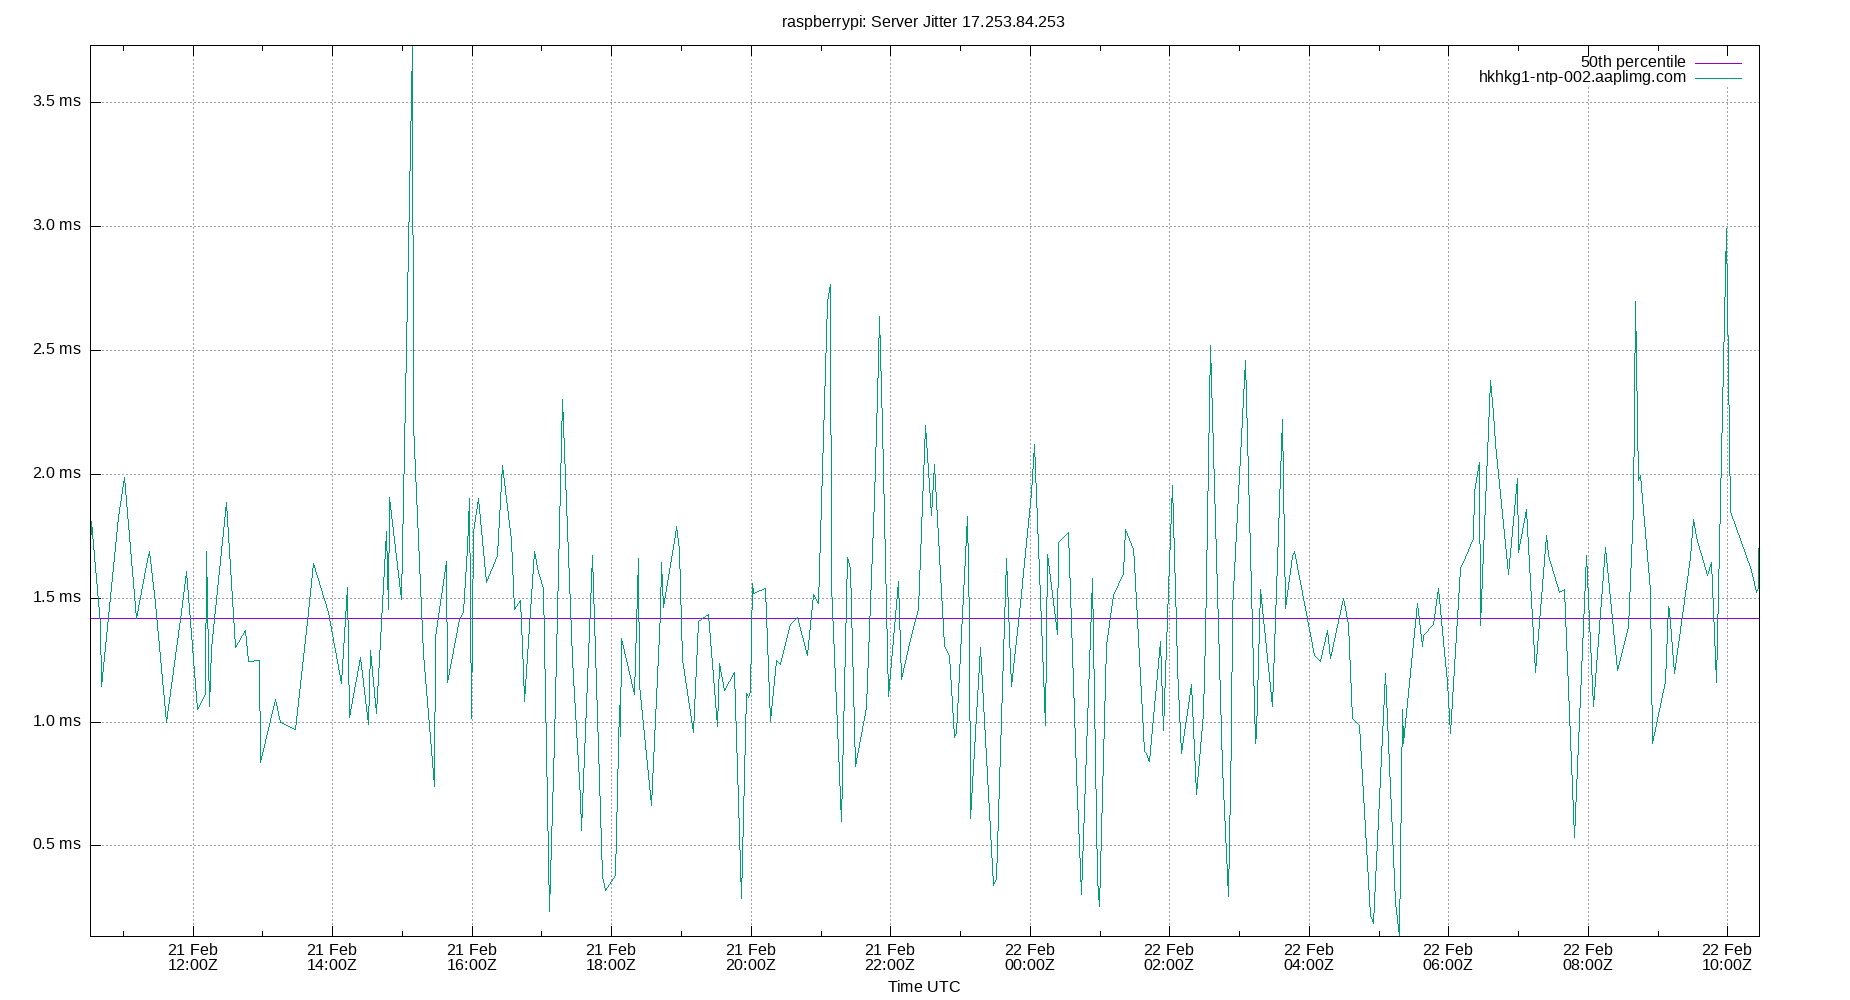 raspberrypi: Server Jitter 17.253.84.253
50th percentile
hkhkg1-ntp-002.aaplimg.com
3.5 ms
3.0 ms
2.5 ms
2.0 ms
1.5 ms
1.0 ms
0.5 ms
21 Feb 21 Feb 21 Feb 21 Feb 21 Feb 21 Feb 22 Feb 22 Feb 22 Feb 22 Feb 22 Feb 22 Feb
12:00Z 14:00Z 16:00Z 18:00Z 20:00Z 22:00Z 00:00Z 02:00Z 04:00Z 06:00Z 08:00Z 10:00Z
Time UTC